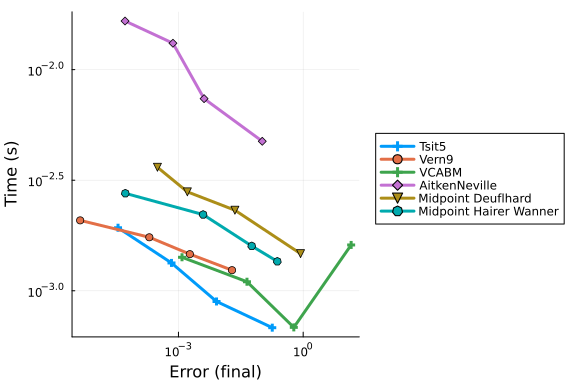 10^−2.0
10^−2.5
10^−3.0
Time (s)
10^−3
10^0
Error (final)
Tsit5
Vern9
VCABM
AitkenNeville
Midpoint Deuflhard
Midpoint Hairer Wanner